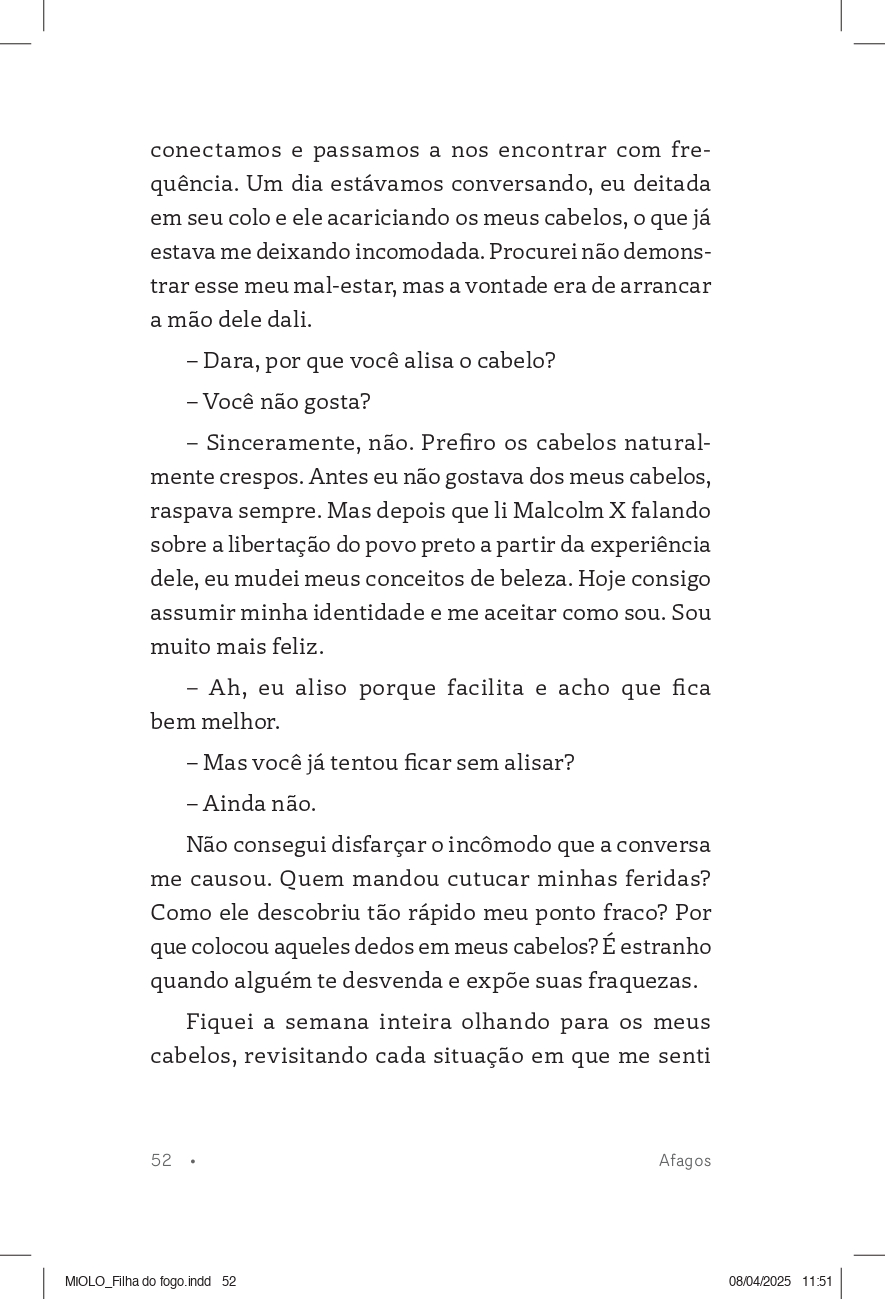 conectamos e passamos a nos encontrar com fre-
quência. Um dia estávamos conversando, eu deitada
em seu colo e ele acariciando os meus cabelos, o que já
estava me deixando incomodada. Procurei não demons-
trar esse meu mal-estar, mas a vontade era de arrancar
a mão dele dali.
– Dara, por que você alisa o cabelo?
– Você não gosta?
– Sinceramente, não. Prefiro os cabelos natural-
mente crespos. Antes eu não gostava dos meus cabelos,
raspava sempre. Mas depois que li Malcolm X falando
sobre a libertação do povo preto a partir da experiência
dele, eu mudei meus conceitos de beleza. Hoje consigo
assumir minha identidade e me aceitar como sou. Sou
muito mais feliz.
– Ah, eu aliso porque facilita e acho que fica
bem melhor.
– Mas você já tentou ficar sem alisar?
– Ainda não.
Não consegui disfarçar o incômodo que a conversa
me causou. Quem mandou cutucar minhas feridas?
Como ele descobriu tão rápido meu ponto fraco? Por
que colocou aqueles dedos em meus cabelos? É estranho
quando alguém te desvenda e expõe suas fraquezas.
Fiquei a semana inteira olhando para os meus
cabelos, revisitando cada situação em que me senti
52 • Afagos
MIOLO_Filha do fogo.indd 52 08/04/2025 11:51